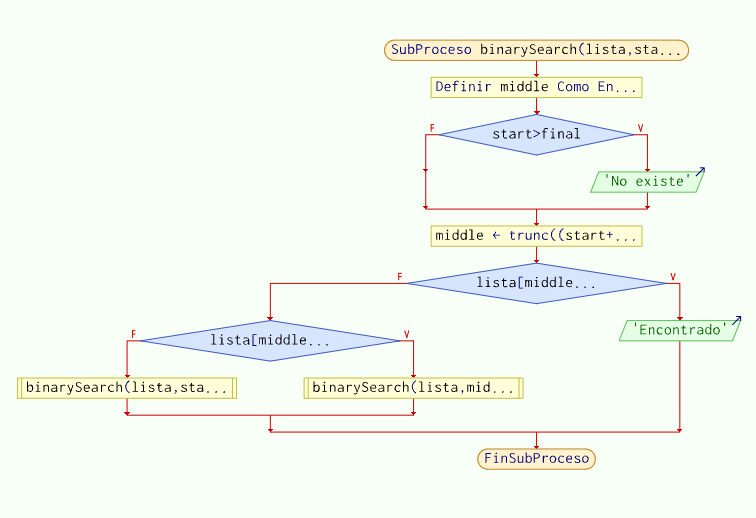 SubProceso binarySearch(lista,sta...
Definir middle Como En...
start>final
F
V
'No existe'
middle ← trunc((start+...
lista[middle...
F
V
'Encontrado'
lista[middle...
F
V
binarySearch(lista,sta...
binarySearch(lista,mid...
FinSubProceso